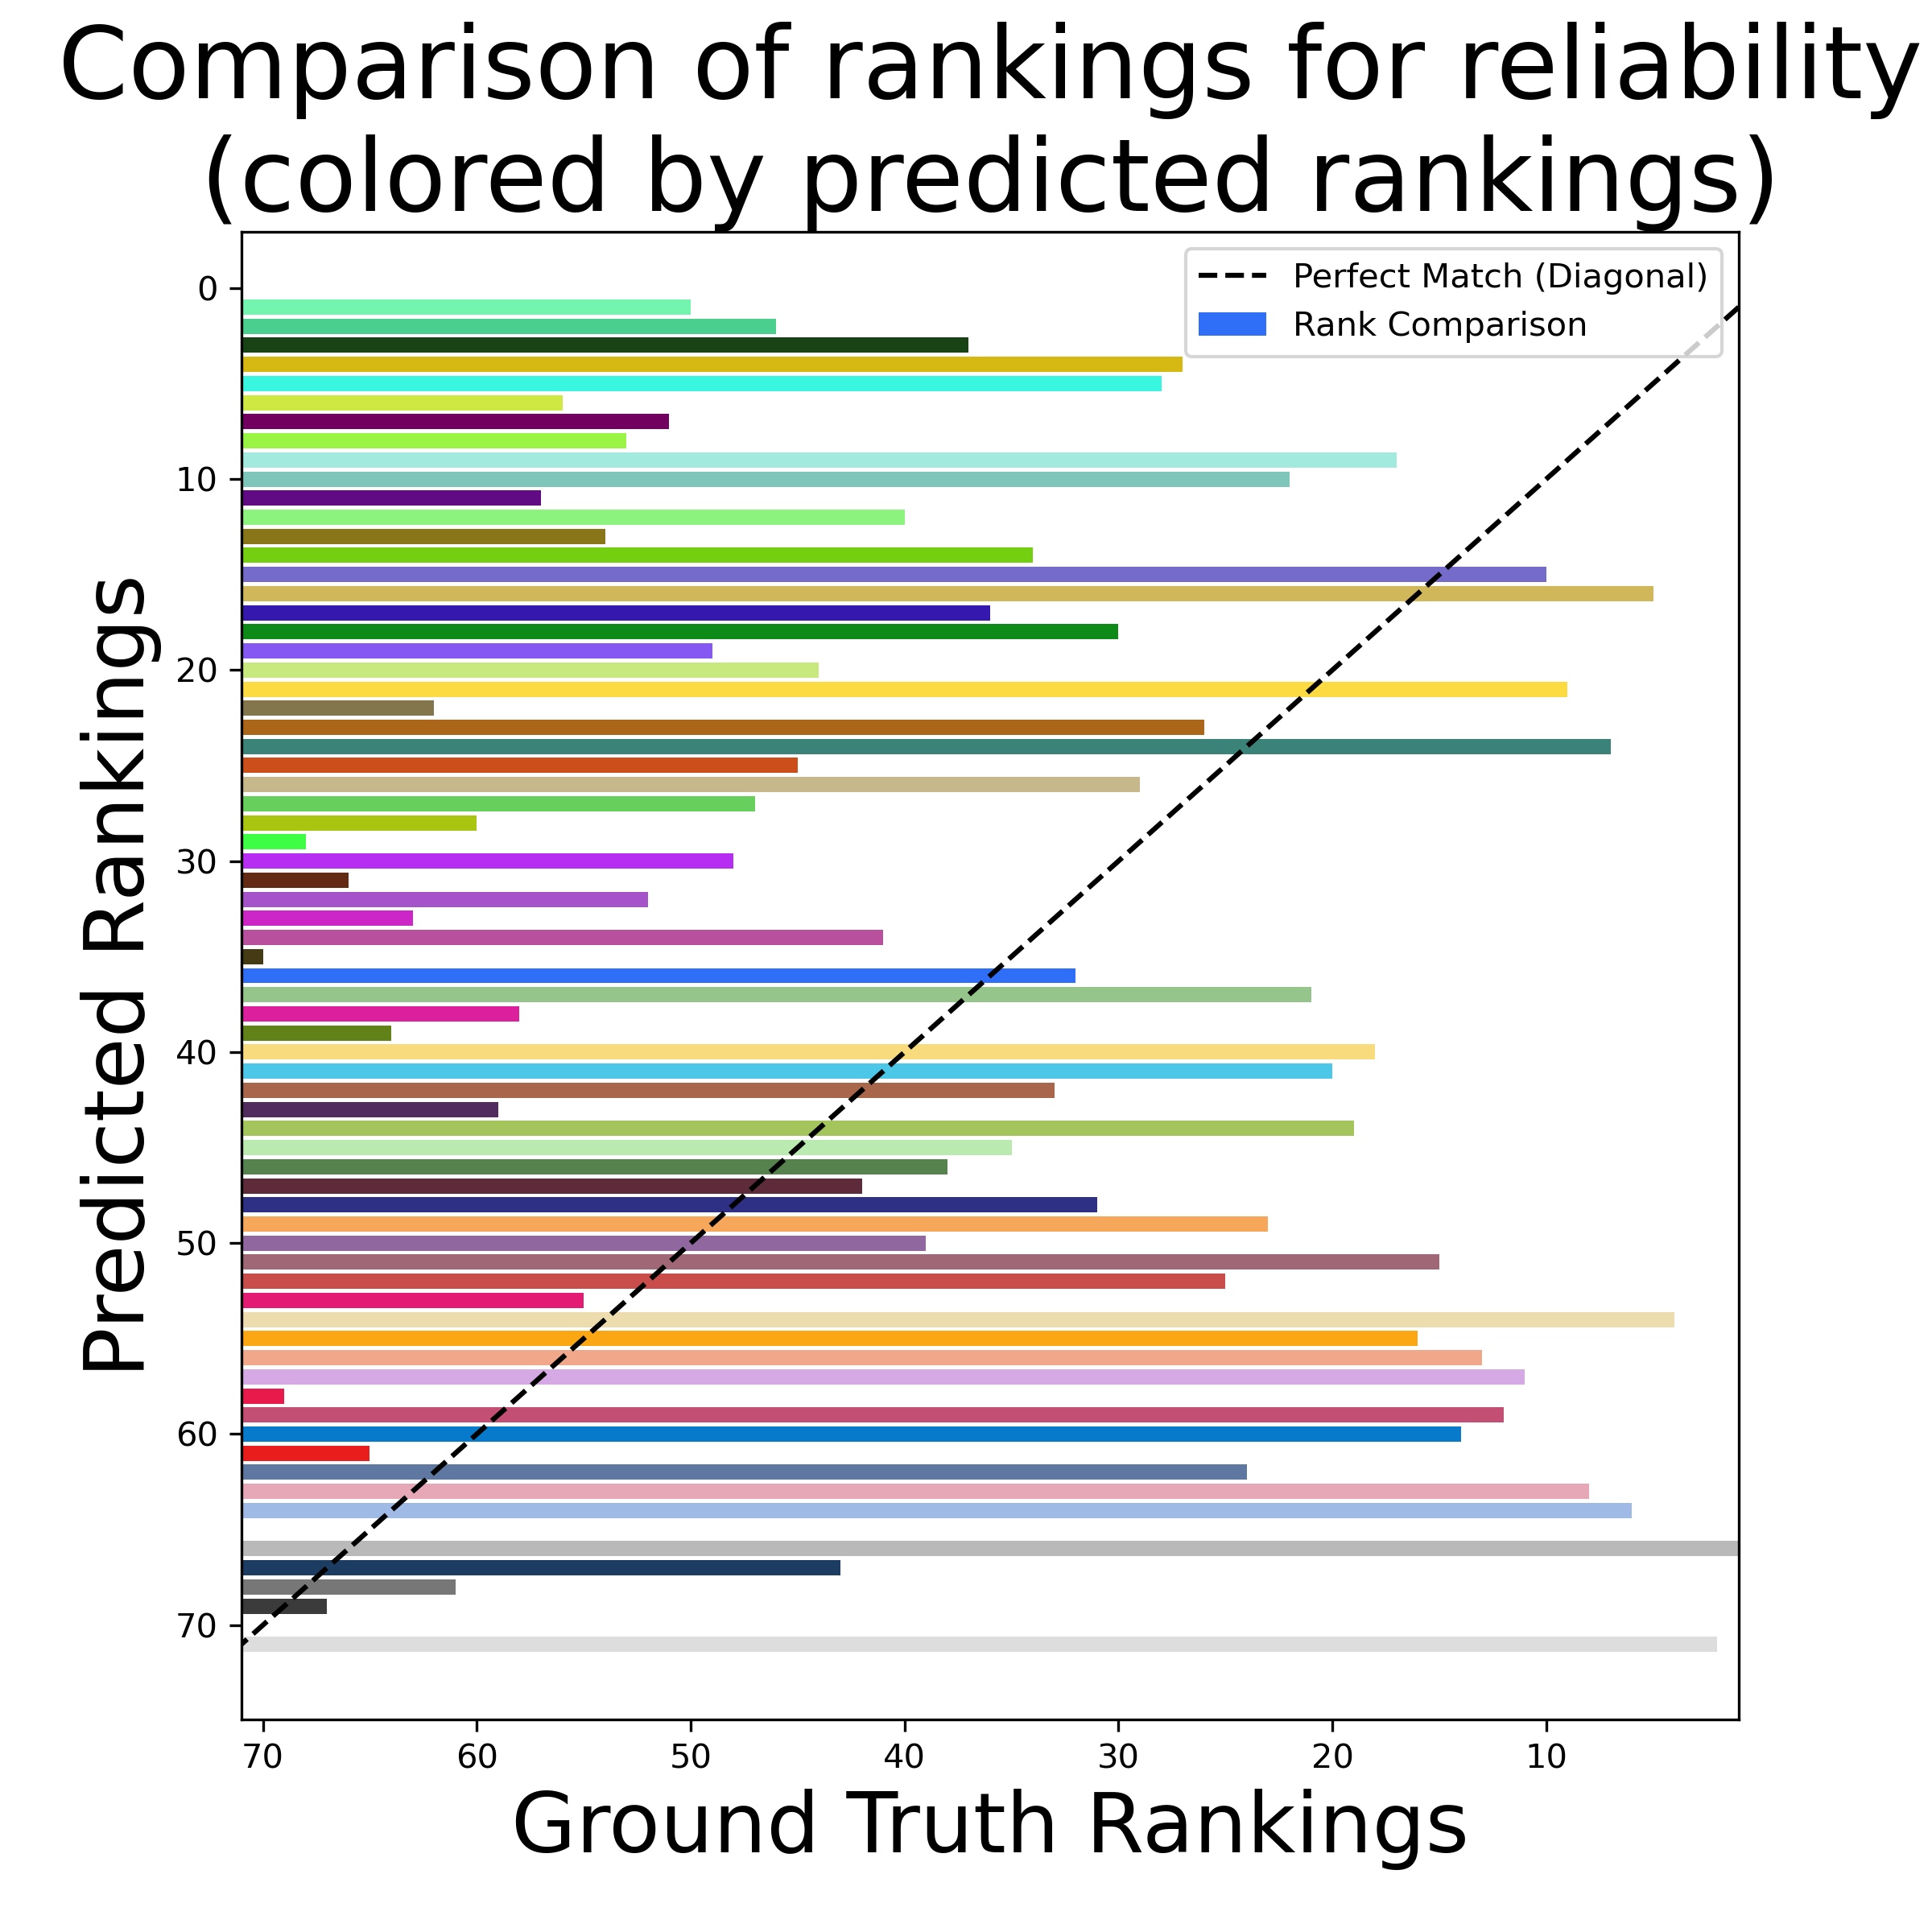 Comparison of rankings for reliability
(colored by predicted rankings)
Perfect Match (Diagonal)
Rank Comparison
Predicted Rankings
0
10
20
30
40
50
60
70
70 60 50 40 30 20 10
Ground Truth Rankings